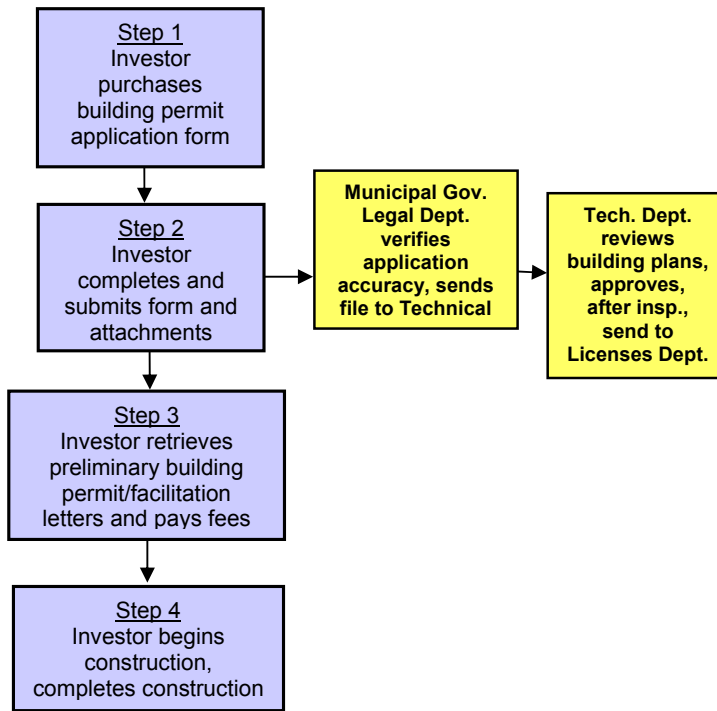 Step 1
Investor
purchases
building permit
application form
Step 2
Investor
completes and
submits form and
attachments
Municipal Gov.
Legal Dept.
verifies
application
accuracy, sends
file to Technical
Tech. Dept.
reviews
building plans,
approves,
after insp.,
send to
Licenses Dept.
Step 3
Investor retrieves
preliminary building
permit/facilitation
letters and pays fees
Step 4
Investor begins
construction,
completes construction